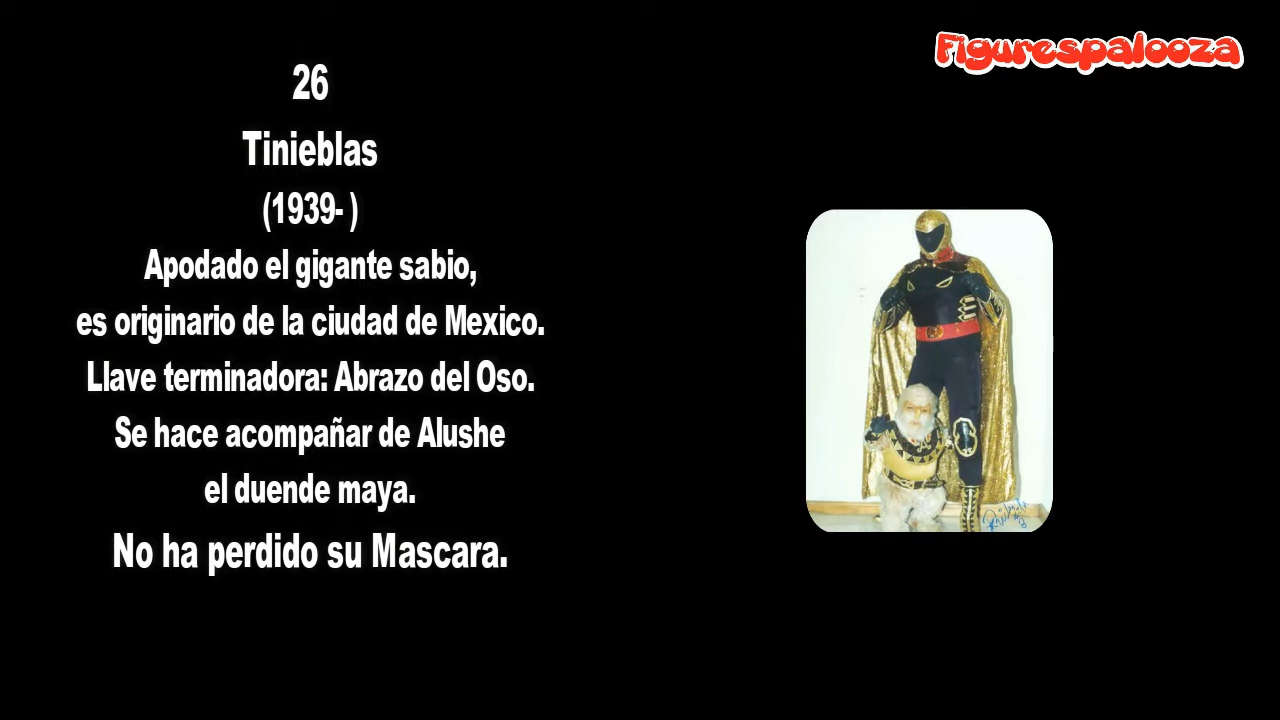 Figurespalooza
26
Tinieblas
(1939- )
Apodado el gigante sabio,
es originario de la ciudad de Mexico.
Llave terminadora: Abrazo del Oso.
Se hace acompañar de Alushe
el duende maya.
No ha perdido su Mascara.